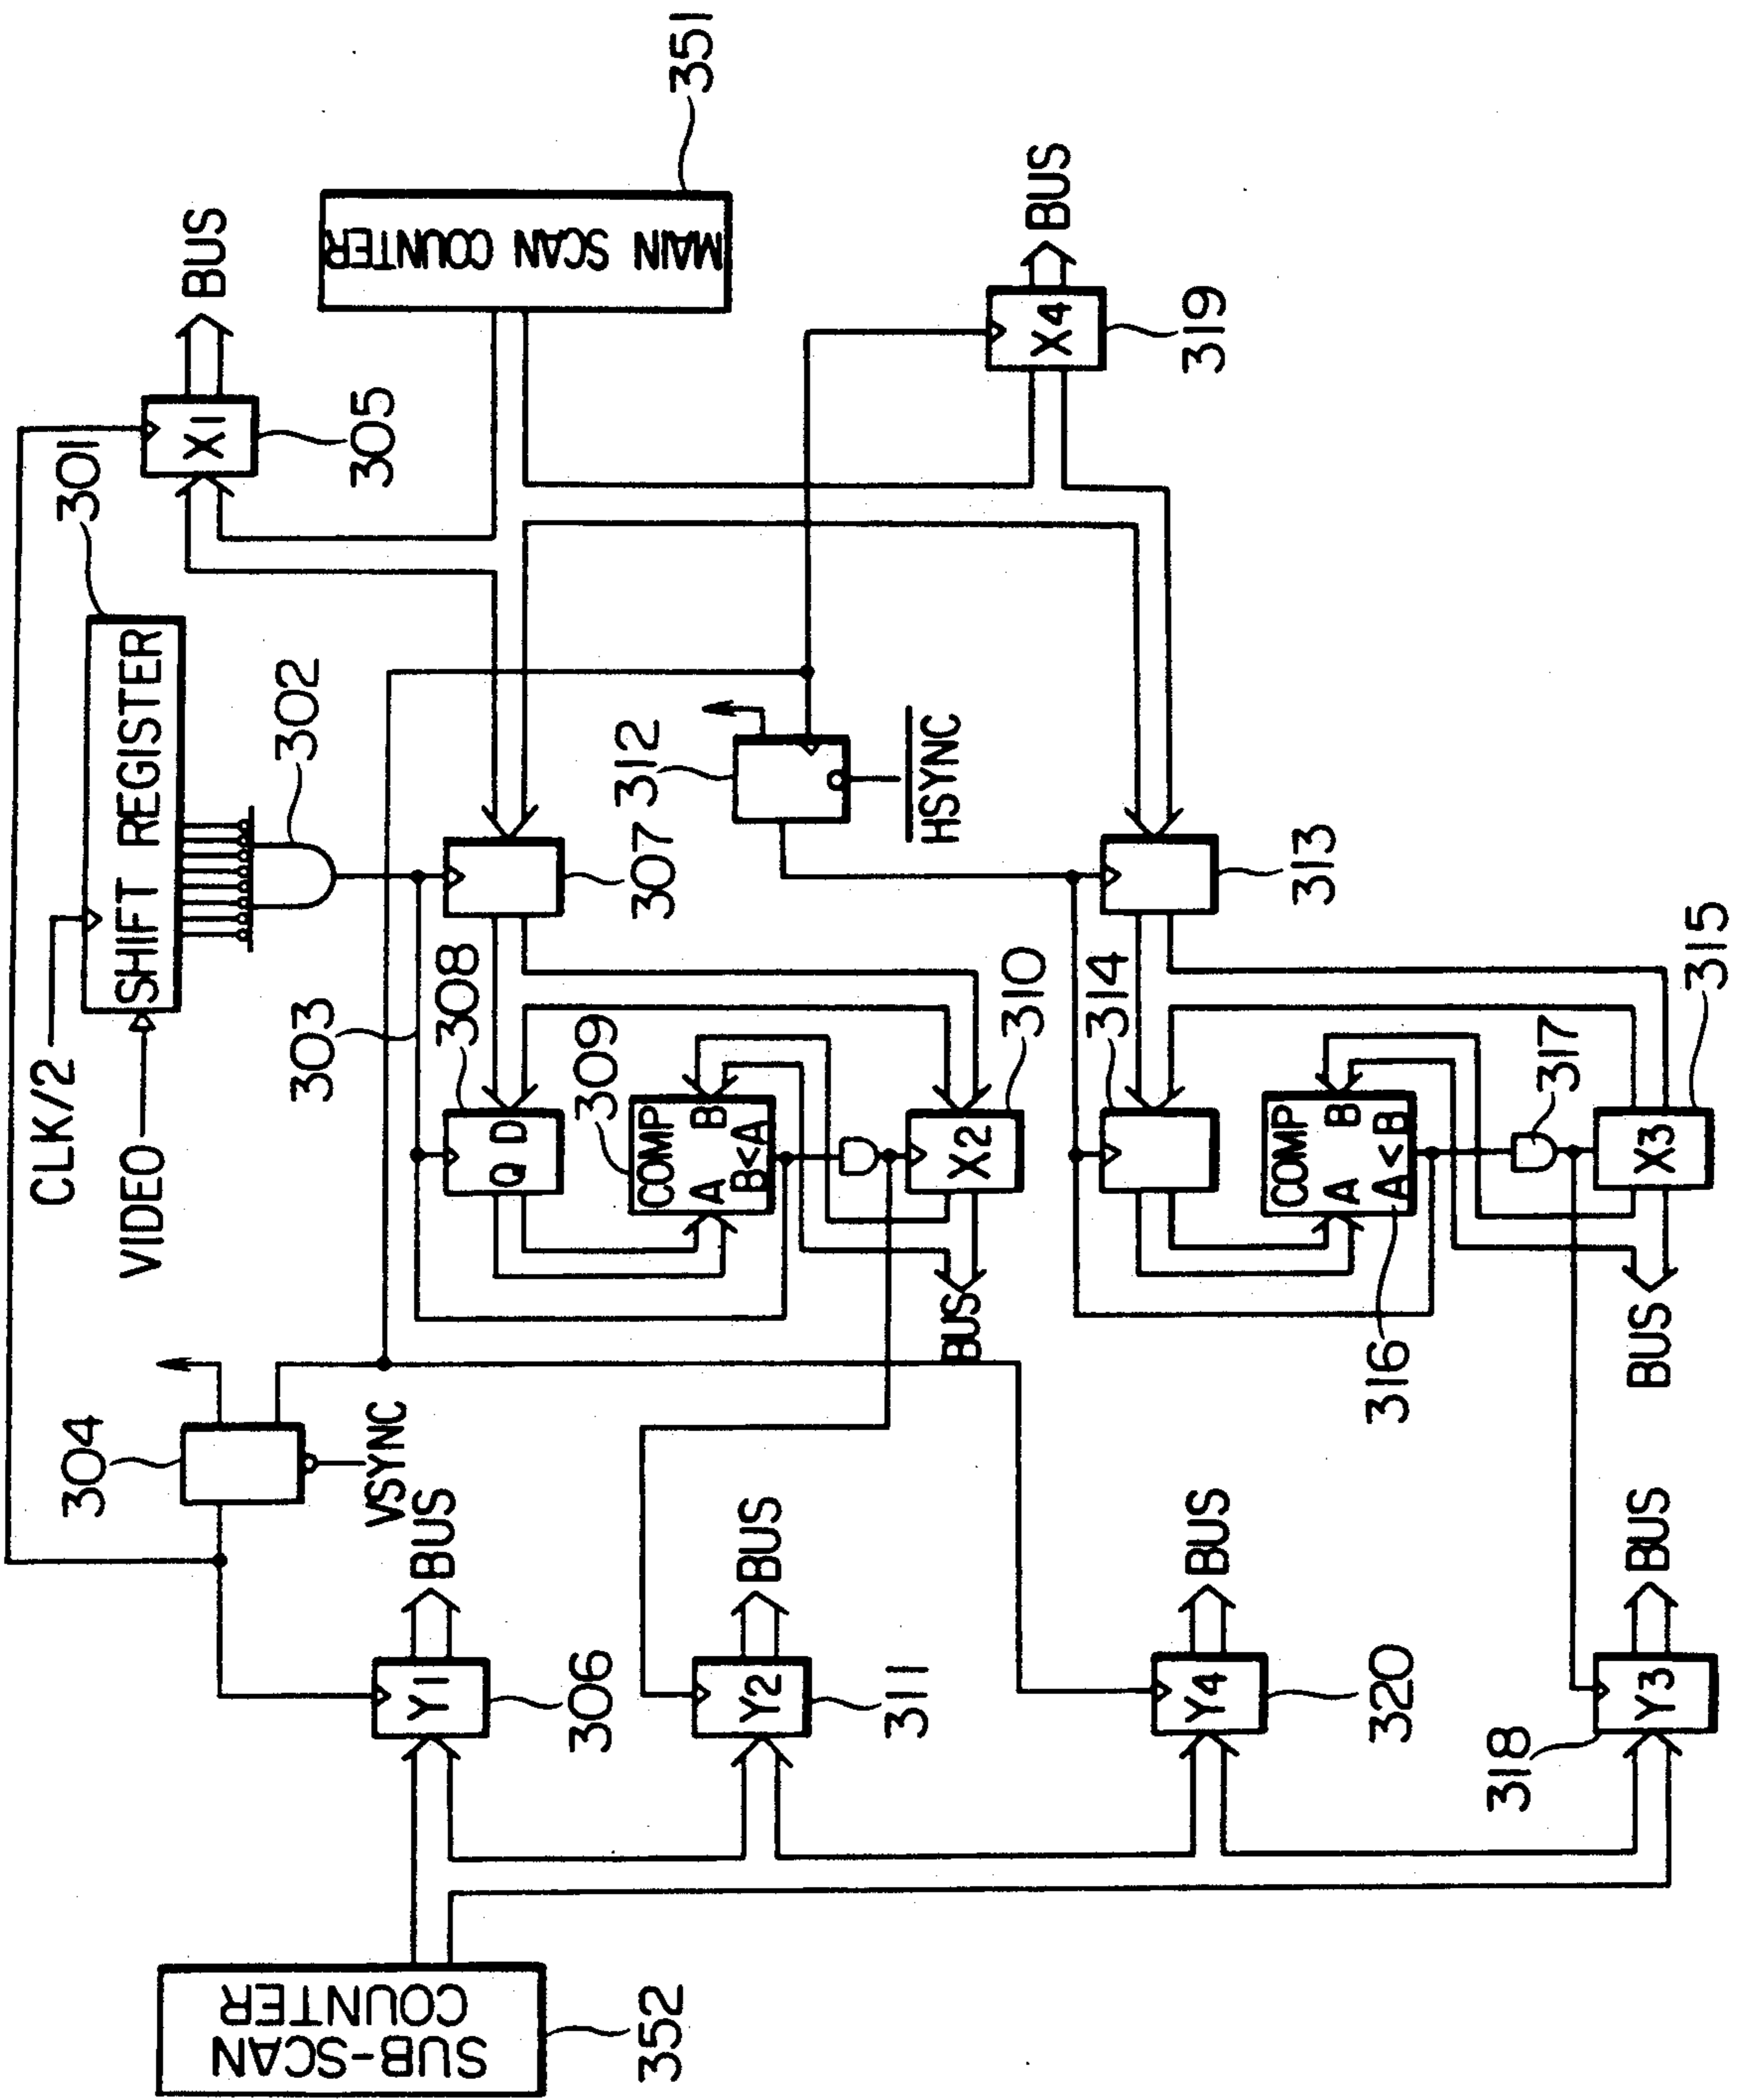 CLK/2
VIDEO
SHIFT REGISTER
301
304
VSYNC
302
X1
305
BUS
303
SUB-SCAN
COUNTER
352
Y1
306
BUS
308
Q D
307
MAIN SCAN COUNTER
351
309
COMP
A B
B<A
312
HSYNC
Y2
311
BUS
X2
310
BUS
X4
319
BUS
314
313
Y4
320
BUS
COMP
A B
A<B
316
317
318
Y3
BUS
X3
315
BUS